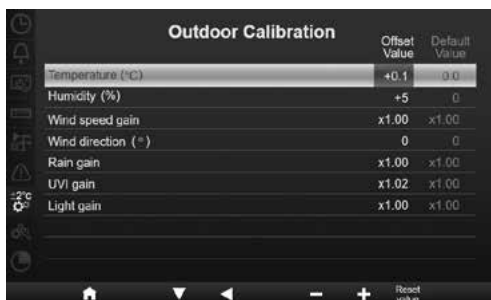 Outdoor Calibration
Offset Value Default Value
Temperature (°C) +0.1 0.0
Humidity (%) +5 0
Wind speed gain x1.00 x1.00
Wind direction (°) 0 0
Rain gain x1.00 x1.00
UVI gain x1.02 x1.00
Light gain x1.00 x1.00
±2°c
Reset value